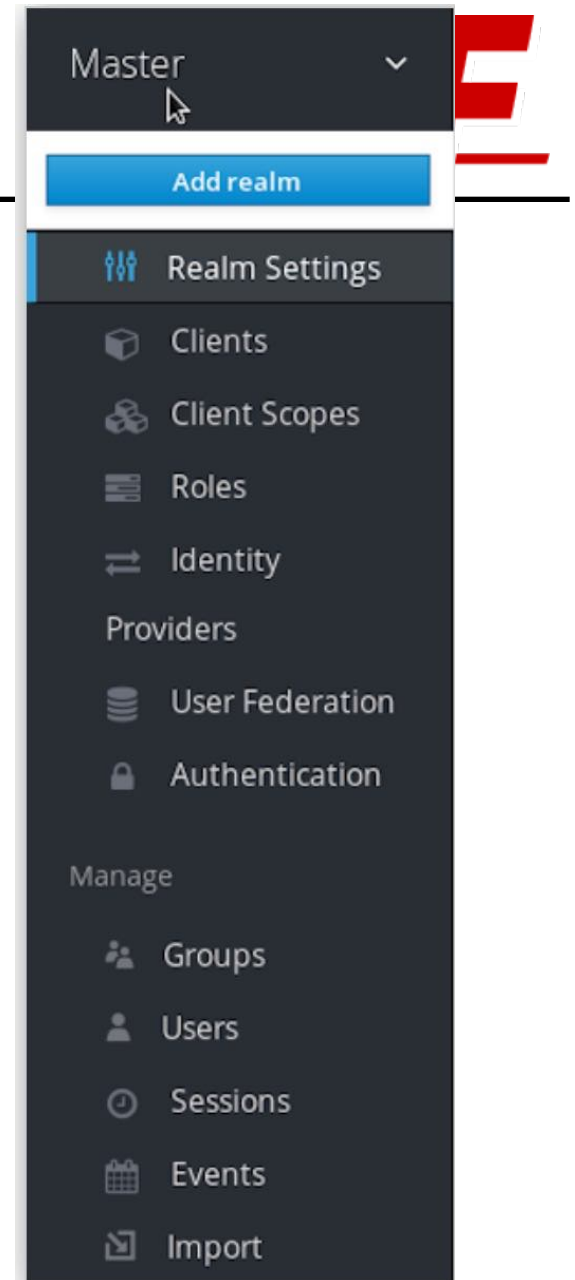 Master
Add realm
Realm Settings
Clients
Client Scopes
Roles
Identity
Providers
User Federation
Authentication
Manage
Groups
Users
Sessions
Events
Import